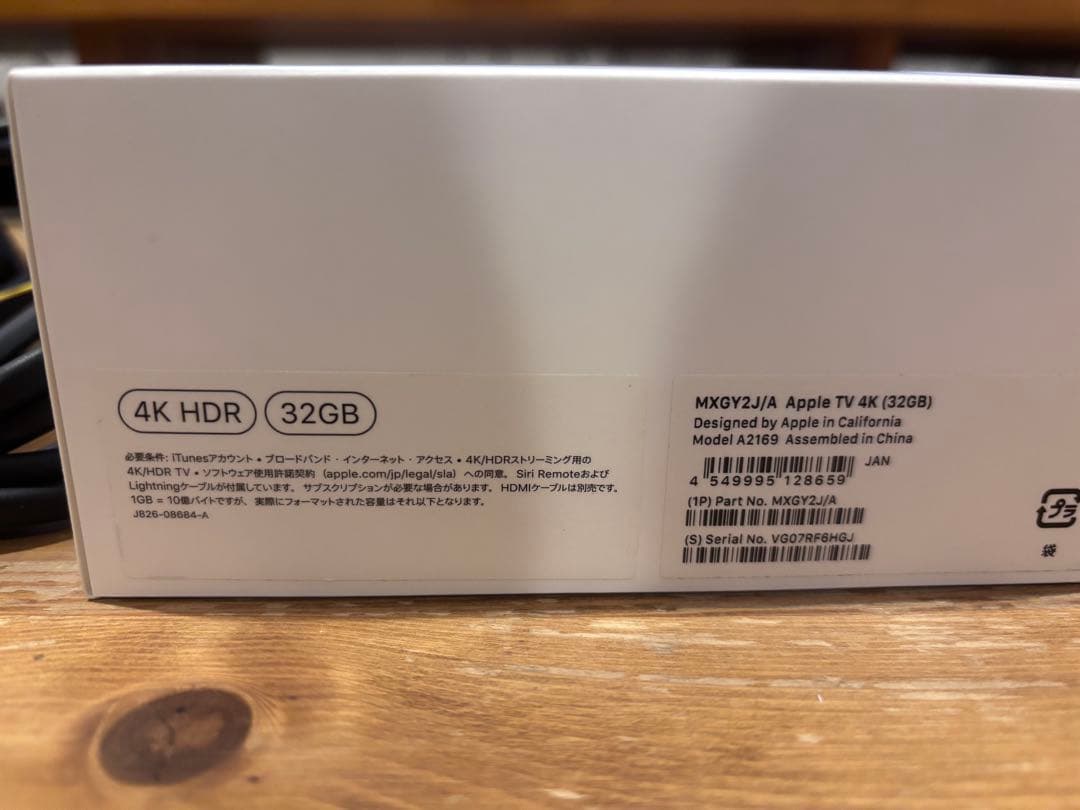 4K HDR 32GB
必要条件: iTunesアカウント • ブロードバンド・インターネット・アクセス • 4K/HDRストリーミング用の
4K/HDR TV • ソフトウェア使用許諾契約 (apple.com/jp/legal/sla) への同意。Siri Remoteおよび
Lightningケーブルが付属しています。サブスクリプションが必要な場合があります。HDMIケーブルは別売です。
1GB = 10億バイトですが、実際にフォーマットされた容量はそれ以下となります。
J826-08684-A
MXGY2J/A Apple TV 4K (32GB)
Designed by Apple in California
Model A2169 Assembled in China
JAN
4 549995 128659
(1P) Part No. MXGY2J/A
(S) Serial No. VG07RF6HGJ
プラ
袋